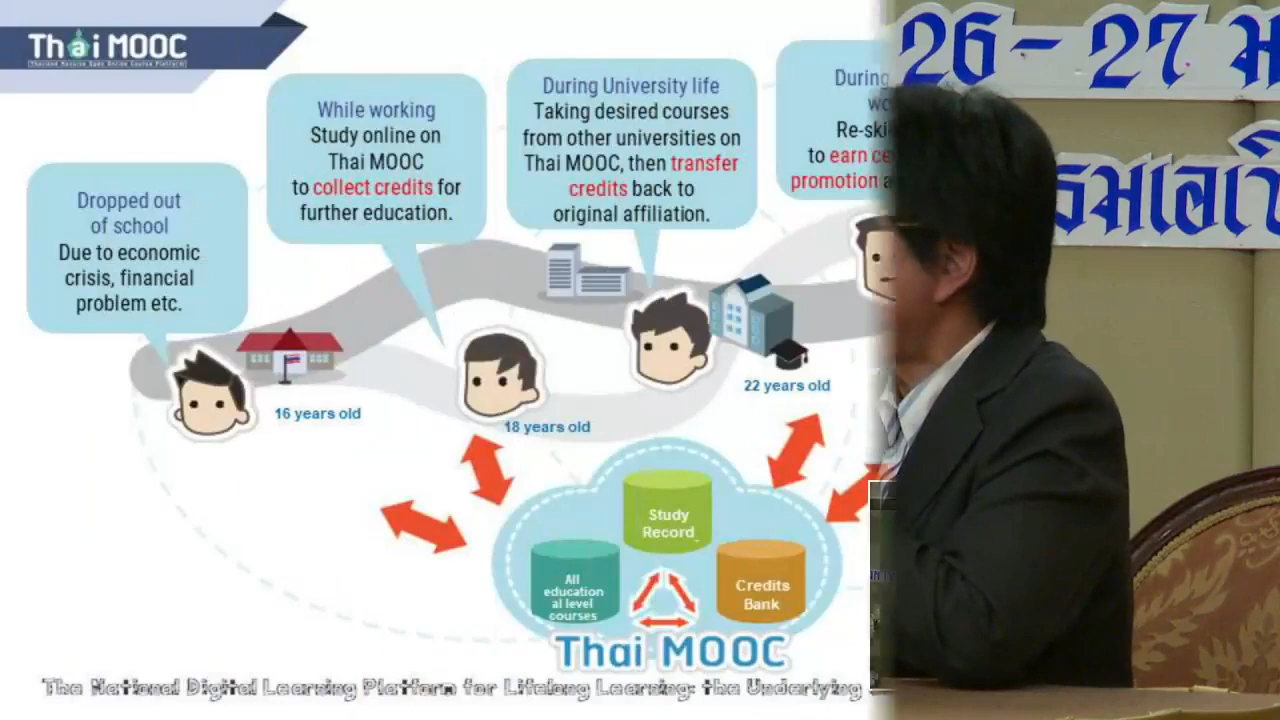 Thai MOOC
Dropped out
of school
Due to economic
crisis, financial
problem etc.
While working
Study online on
Thai MOOC
to collect credits for
further education.
During University life
Taking desired courses
from other universities on
Thai MOOC, then transfer
credits back to
original affiliation.
During
Re-ski
to earn ce
promotion a
26 - 27 ม
16 years old
18 years old
22 years old
Study
Record
All
education
al level
courses
Credits
Bank
Thai MOOC
The National Digital Learning Platform for Lifelong Learning: the Underlying